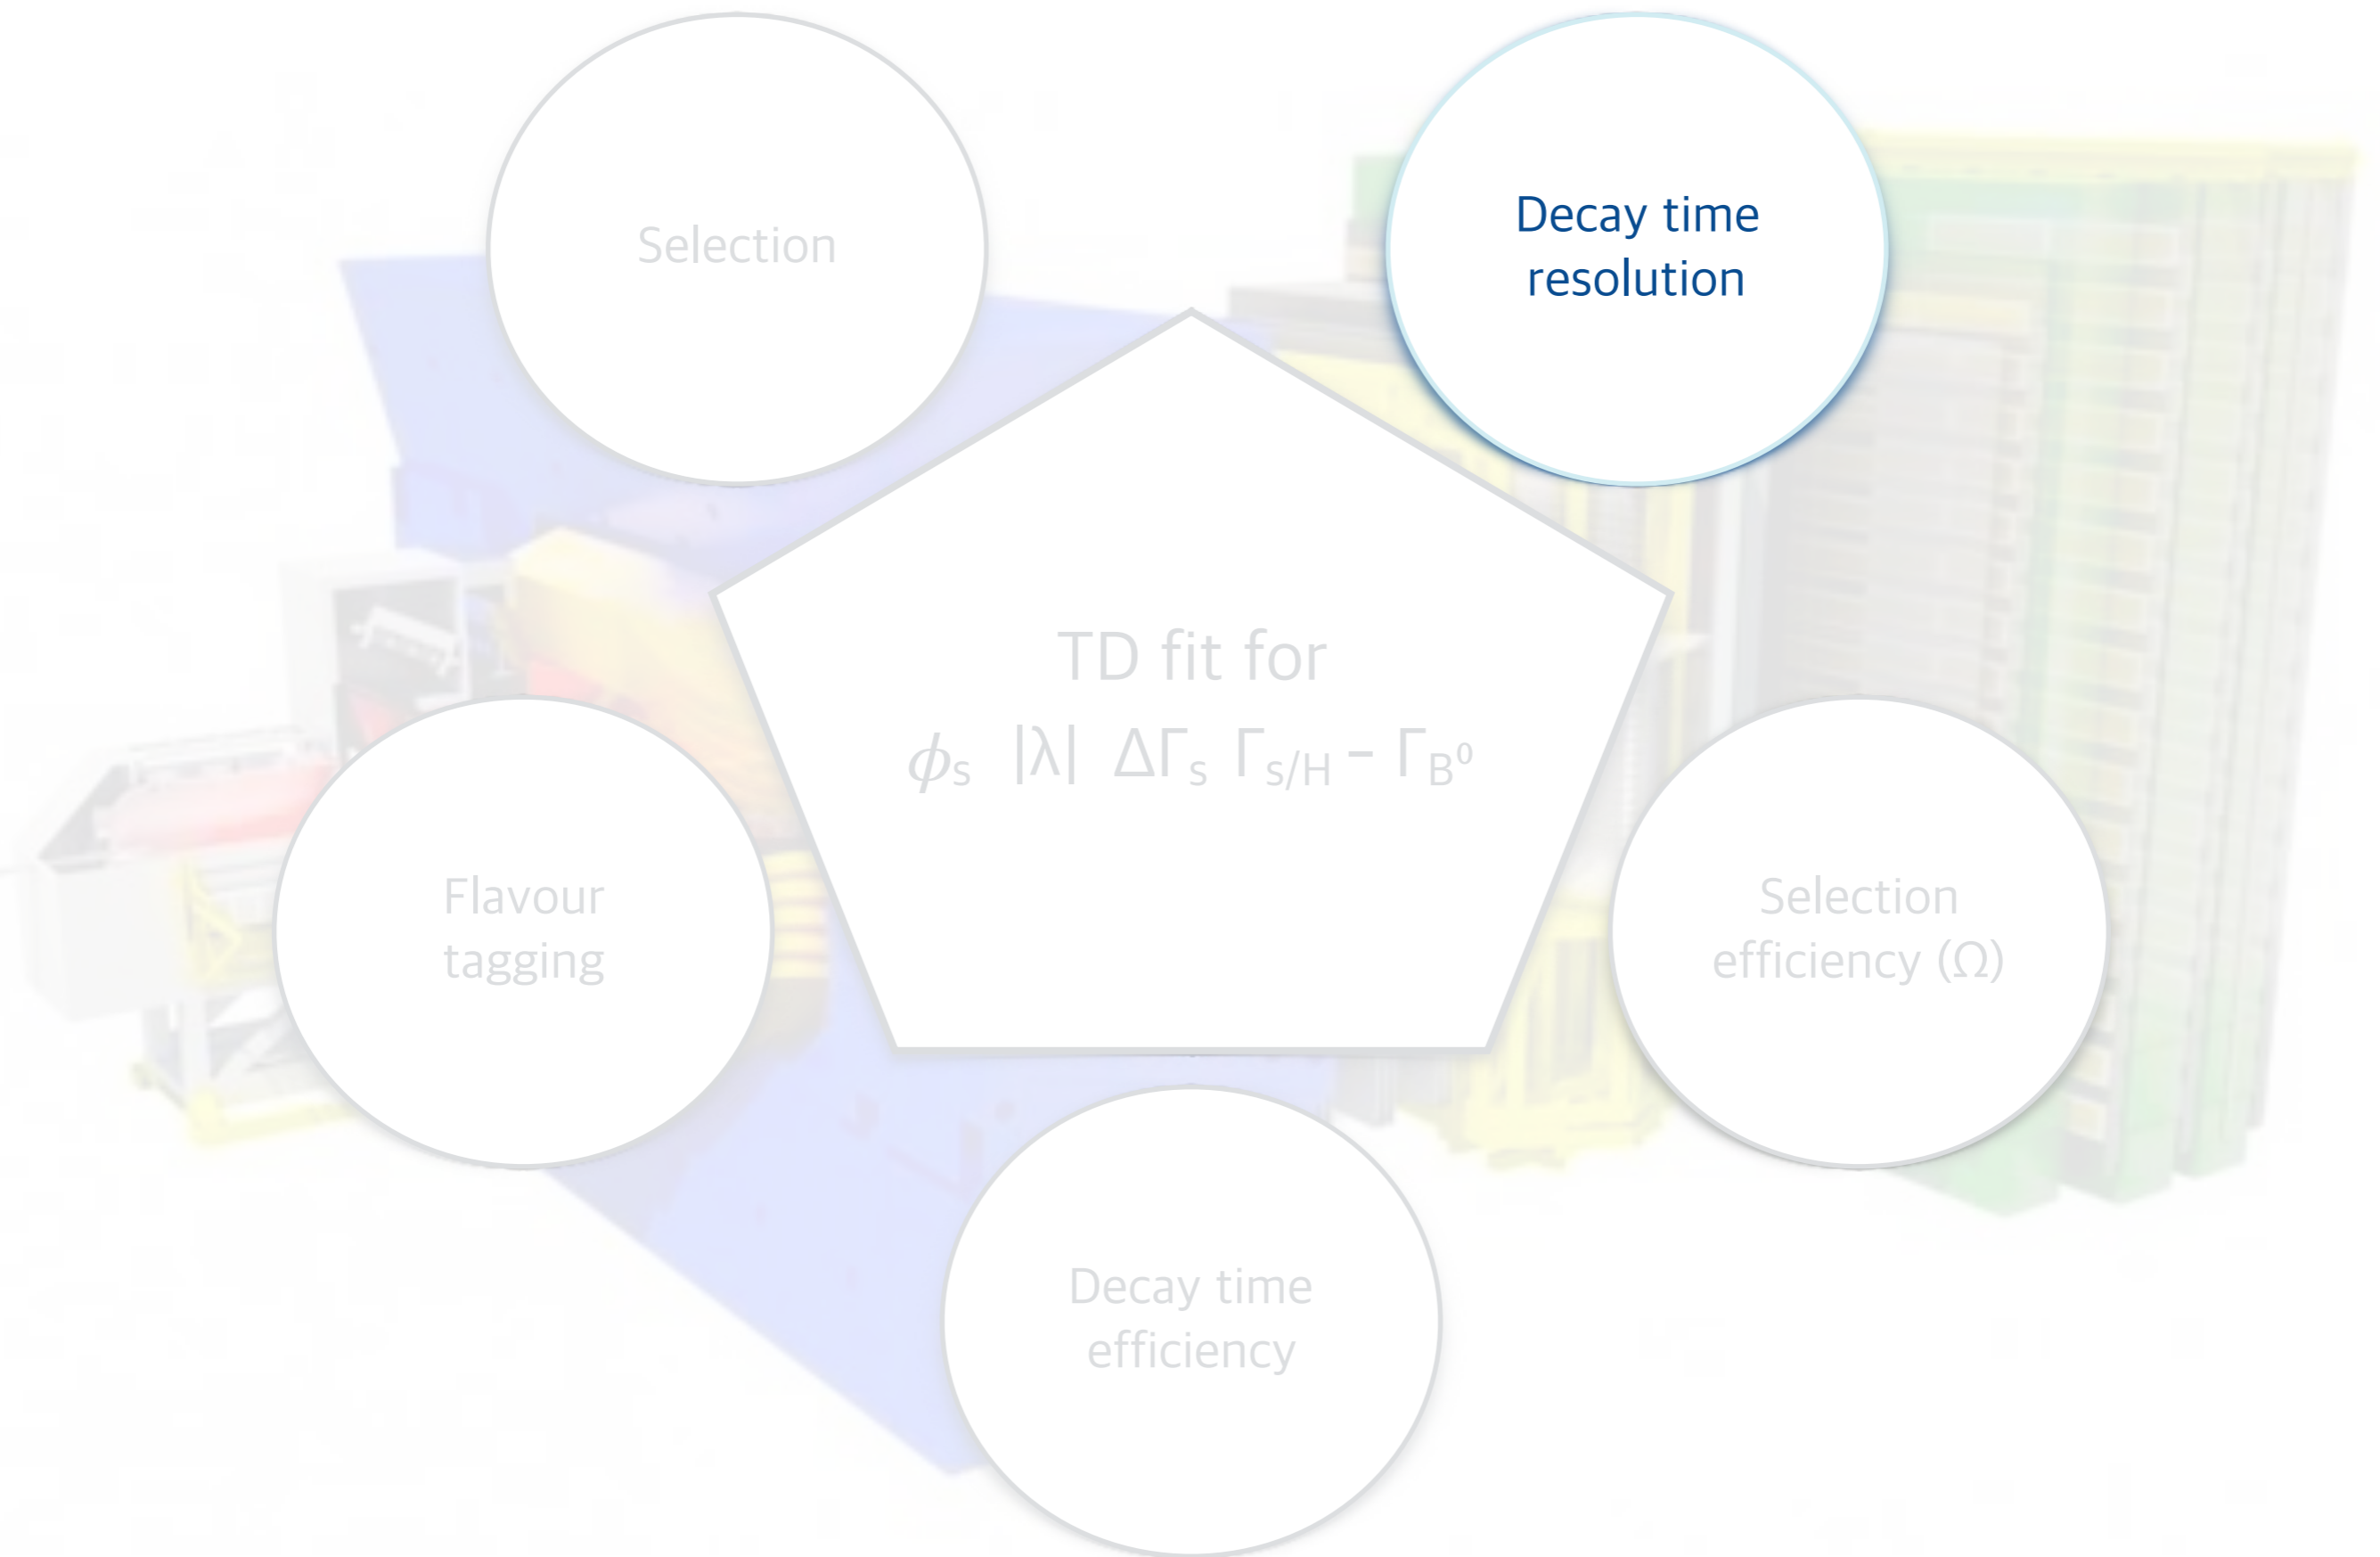 Selection
Decay time
resolution
TD fit for
ϕs |λ| ΔΓs Γs/H – ΓB⁰
Flavour
tagging
Selection
efficiency (Ω)
Decay time
efficiency